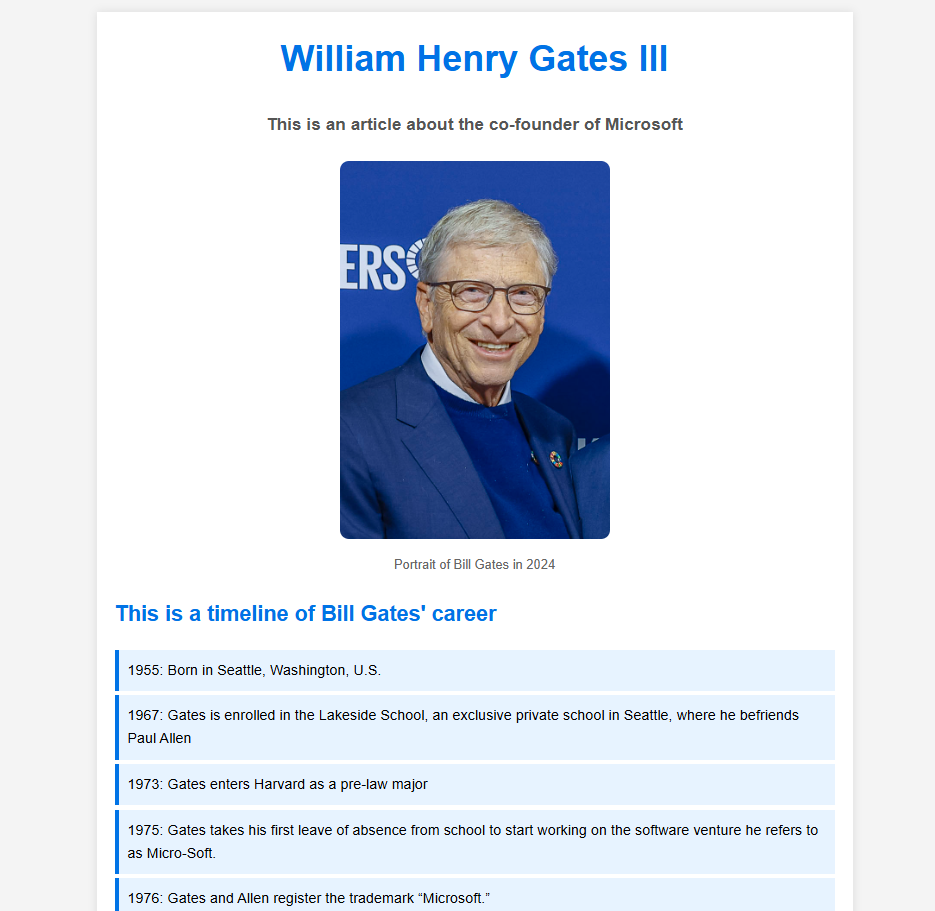 William Henry Gates III
This is an article about the co-founder of Microsoft
ERS
Portrait of Bill Gates in 2024
This is a timeline of Bill Gates' career
1955: Born in Seattle, Washington, U.S.
1967: Gates is enrolled in the Lakeside School, an exclusive private school in Seattle, where he befriends
Paul Allen
1973: Gates enters Harvard as a pre-law major
1975: Gates takes his first leave of absence from school to start working on the software venture he refers to
as Micro-Soft.
1976: Gates and Allen register the trademark “Microsoft.”